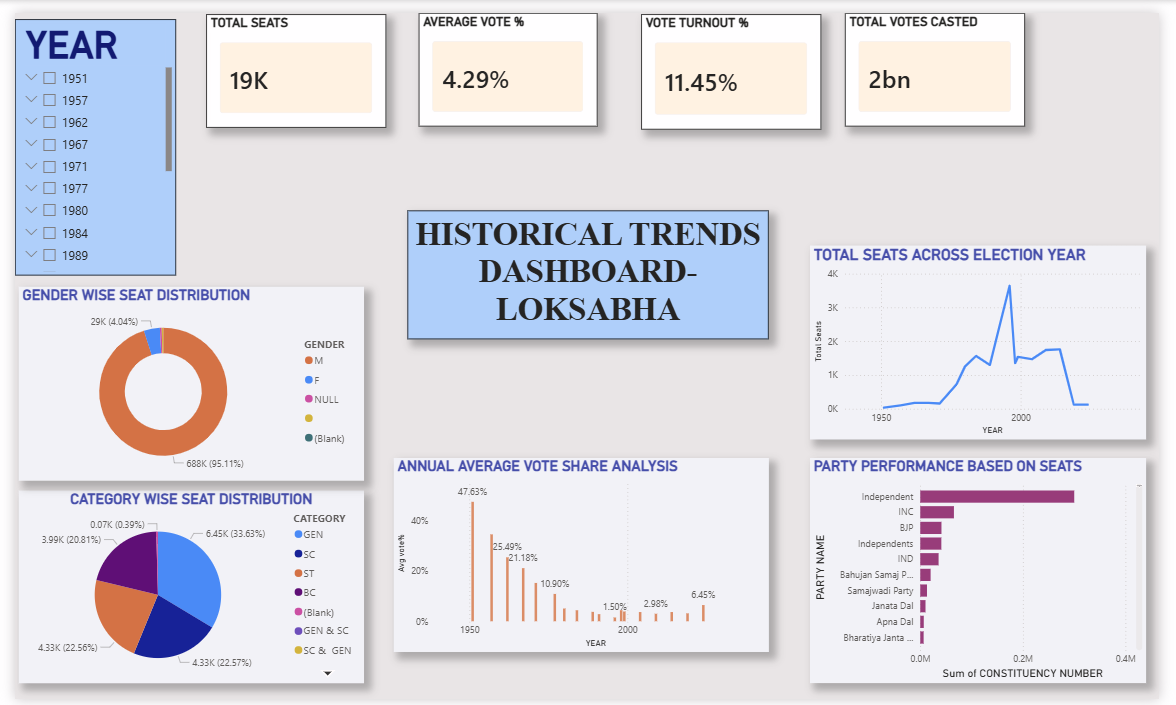 YEAR
1951
1957
1962
1967
1971
1977
1980
1984
1989
TOTAL SEATS
19K
AVERAGE VOTE %
4.29%
VOTE TURNOUT %
11.45%
TOTAL VOTES CASTED
2bn
HISTORICAL TRENDS
DASHBOARD-
LOKSABHA
GENDER WISE SEAT DISTRIBUTION
29K (4.04%)
688K (95.11%)
GENDER
M
F
NULL
(Blank)
CATEGORY WISE SEAT DISTRIBUTION
0.07K (0.39%)
6.45K (33.63%)
3.99K (20.81%)
4.33K (22.56%)
4.33K (22.57%)
CATEGORY
GEN
SC
ST
BC
(Blank)
GEN & SC
SC & GEN
ANNUAL AVERAGE VOTE SHARE ANALYSIS
Avg vote%
40%
20%
0%
47.63%
25.49%
21.18%
10.90%
1.50%
2.98%
6.45%
1950
2000
YEAR
TOTAL SEATS ACROSS ELECTION YEAR
Total Seats
4K
3K
2K
1K
0K
1950
2000
YEAR
PARTY PERFORMANCE BASED ON SEATS
PARTY NAME
Independent
INC
BJP
Independents
IND
Bahujan Samaj P...
Samajwadi Party
Janata Dal
Apna Dal
Bharatiya Janta ...
0.0M
0.2M
0.4M
Sum of CONSTITUENCY NUMBER